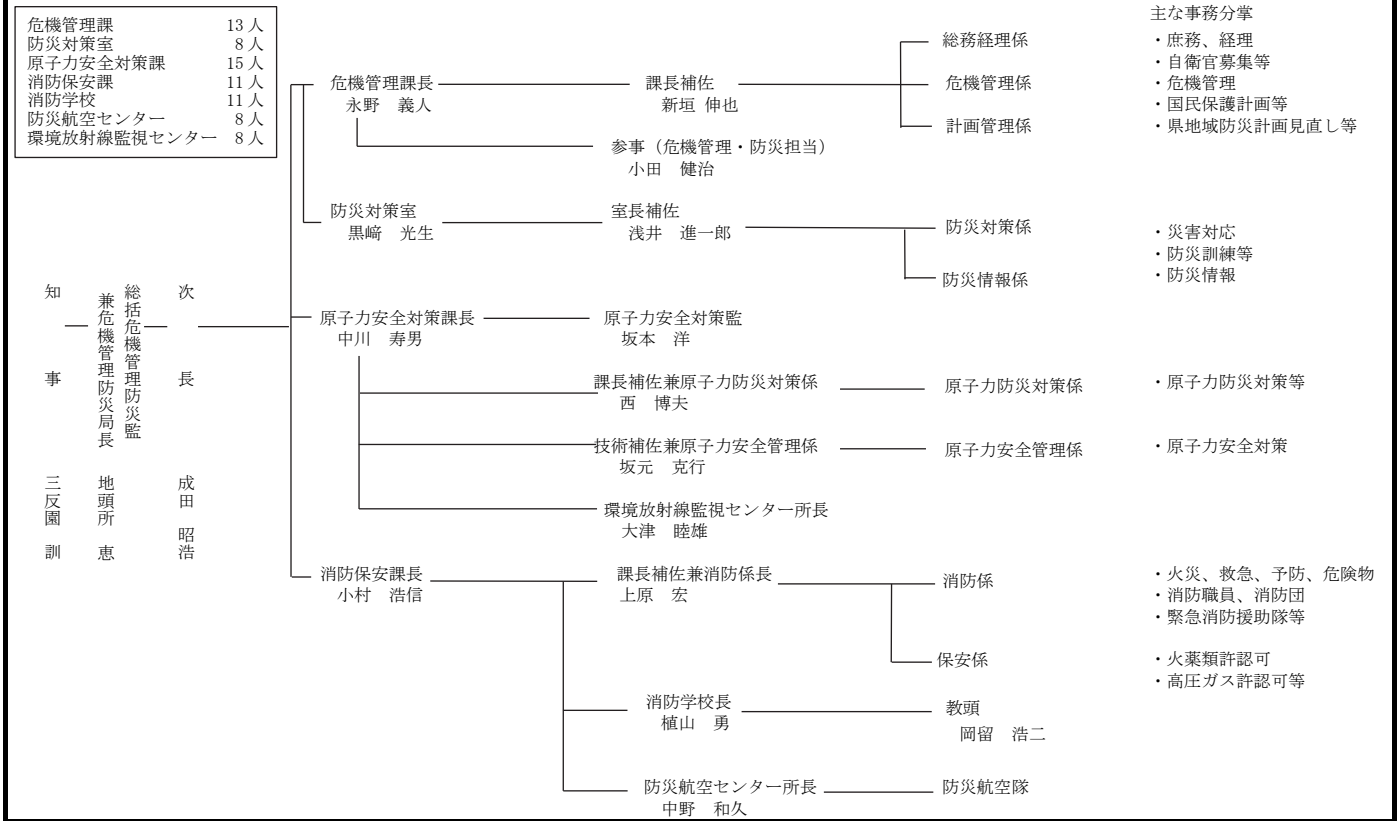 危機管理課 13人
防災対策室 8人
原子力安全対策課 15人
消防保安課 11人
消防学校 11人
防災航空センター 8人
環境放射線監視センター 8人
知事 三反園 訓
総括危機管理防災監
兼危機管理防災局長 地頭所 恵
次長 成田 昭浩
危機管理課長
永野 義人
課長補佐
新垣 伸也
参事（危機管理・防災担当）
小田 健治
総務経理係
危機管理係
計画管理係
主な事務分掌
・庶務、経理
・自衛官募集等
・危機管理
・国民保護計画等
・県地域防災計画見直し等
防災対策室
黒﨑 光生
室長補佐
浅井 進一郎
防災対策係
防災情報係
・災害対応
・防災訓練等
・防災情報
原子力安全対策課長
中川 寿男
原子力安全対策監
坂本 洋
課長補佐兼原子力防災対策係
西 博夫
原子力防災対策係
・原子力防災対策等
技術補佐兼原子力安全管理係
坂元 克行
原子力安全管理係
・原子力安全対策
環境放射線監視センター所長
大津 睦雄
消防保安課長
小村 浩信
課長補佐兼消防係長
上原 宏
消防係
・火災、救急、予防、危険物
・消防職員、消防団
・緊急消防援助隊等
保安係
・火薬類許認可
・高圧ガス許認可等
消防学校長
植山 勇
教頭
岡留 浩二
防災航空センター所長
中野 和久
防災航空隊